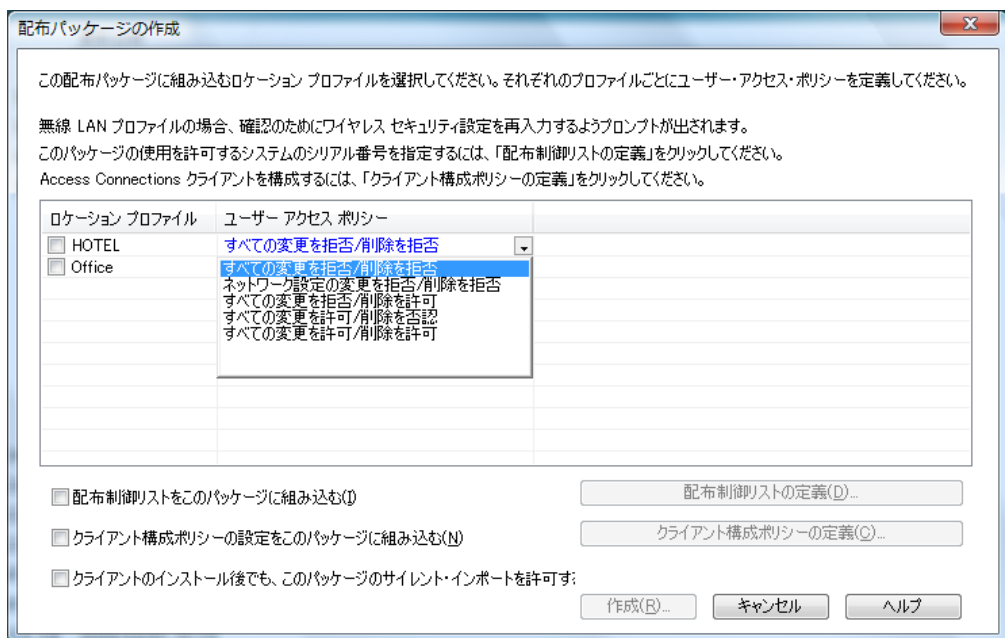 配布パッケージの作成
この配布パッケージに組み込むロケーション プロファイルを選択してください。それぞれのプロファイルごとにユーザー・アクセス・ポリシーを定義してください。
無線 LAN プロファイルの場合、確認のためにワイヤレス セキュリティ設定を再入力するようプロンプトが出されます。
このパッケージの使用を許可するシステムのシリアル番号を指定するには、「配布制御リストの定義」をクリックしてください。
Access Connections クライアントを構成するには、「クライアント構成ポリシーの定義」をクリックしてください。
ロケーション プロファイル ユーザー アクセス ポリシー
HOTEL すべての変更を拒否/削除を拒否
Office すべての変更を拒否/削除を拒否
ネットワーク設定の変更を拒否/削除を拒否
すべての変更を拒否/削除を許可
すべての変更を許可/削除を否認
すべての変更を許可/削除を許可
配布制御リストをこのパッケージに組み込む(I) 配布制御リストの定義(D)...
クライアント構成ポリシーの設定をこのパッケージに組み込む(N) クライアント構成ポリシーの定義(C)...
クライアントのインストール後でも、このパッケージのサイレント・インポートを許可す
作成(R)... キャンセル ヘルプ